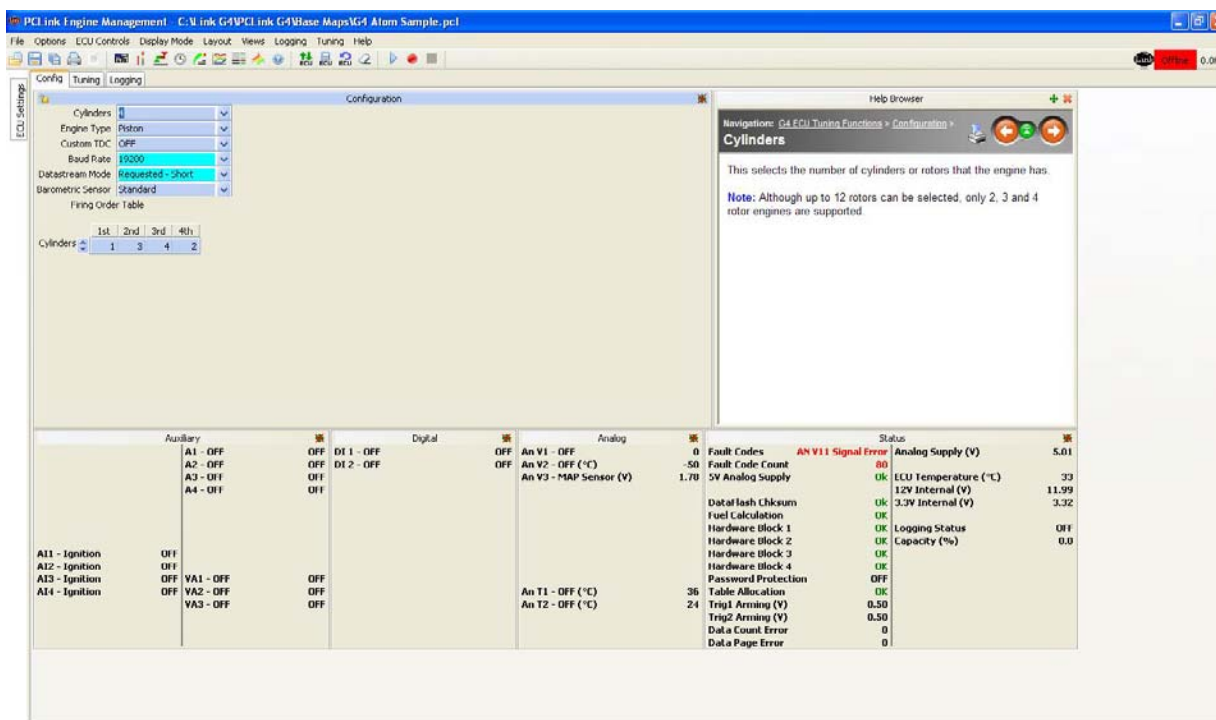 PCLink Engine Management - C:\Link G4\PCLink G4\Base Maps\G4 Atom Sample.pcl
File Options ECU Controls Display Mode Layout Views Logging Tuning Help
ECU ECU ECU
Link Offline 0.0
ECU Settings
Config Tuning Logging
Configuration
Cylinders
Engine Type Piston
Custom TDC OFF
Baud Rate 19200
Datastream Mode Requested - Short
Barometric Sensor Standard
Firing Order Table
1st 2nd 3rd 4th
Cylinders 1 3 4 2
Help Browser
Navigation: G4 ECU Tuning Functions > Configuration >
Cylinders
This selects the number of cylinders or rotors that the engine has.
Note: Although up to 12 rotors can be selected, only 2, 3 and 4
rotor engines are supported.
Auxiliary
A1 - OFF OFF
A2 - OFF OFF
A3 - OFF OFF
A4 - OFF OFF
AI1 - Ignition OFF
AI2 - Ignition OFF
AI3 - Ignition OFF VA1 - OFF OFF
AI4 - Ignition OFF VA2 - OFF OFF
VA3 - OFF OFF
Digital
DI 1 - OFF OFF
DI 2 - OFF OFF
Analog
An V1 - OFF 0
An V2 - OFF (°C) -50
An V3 - MAP Sensor (V) 1.70
An T1 - OFF (°C) 36
An T2 - OFF (°C) 24
Status
Fault Codes AN V11 Signal Error Analog Supply (V) 5.01
Fault Code Count 80
5V Analog Supply Ok ECU Temperature (°C) 33
12V Internal (V) 11.99
DataFlash Chksum Ok 3.3V Internal (V) 3.32
Fuel Calculation OK
Hardware Block 1 OK Logging Status OFF
Hardware Block 2 OK Capacity (%) 0.0
Hardware Block 3 OK
Hardware Block 4 OK
Password Protection OFF
Table Allocation OK
Trig1 Arming (V) 0.50
Trig2 Arming (V) 0.50
Data Count Error 0
Data Page Error 0